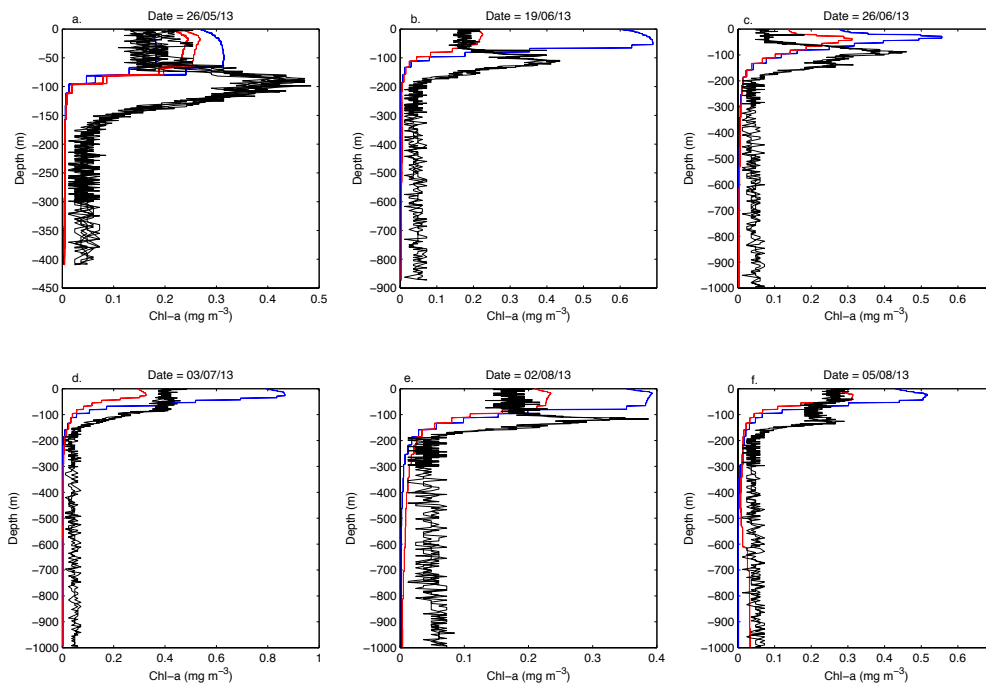 a. Date = 26/05/13
0
−50
−100
−150
−200
−250
−300
−350
−400
−450
Depth (m)
0 0.1 0.2 0.3 0.4 0.5
Chl−a (mg m⁻³)
b. Date = 19/06/13
0
−100
−200
−300
−400
−500
−600
−700
−800
−900
Depth (m)
0 0.1 0.2 0.3 0.4 0.5 0.6
Chl−a (mg m⁻³)
c. Date = 26/06/13
0
−100
−200
−300
−400
−500
−600
−700
−800
−900
−1000
Depth (m)
0 0.1 0.2 0.3 0.4 0.5 0.6
Chl−a (mg m⁻³)
d. Date = 03/07/13
0
−100
−200
−300
−400
−500
−600
−700
−800
−900
−1000
Depth (m)
0 0.2 0.4 0.6 0.8 1
Chl−a (mg m⁻³)
e. Date = 02/08/13
0
−100
−200
−300
−400
−500
−600
−700
−800
−900
−1000
Depth (m)
0 0.1 0.2 0.3 0.4
Chl−a (mg m⁻³)
f. Date = 05/08/13
0
−100
−200
−300
−400
−500
−600
−700
−800
−900
−1000
Depth (m)
0 0.1 0.2 0.3 0.4 0.5 0.6
Chl−a (mg m⁻³)